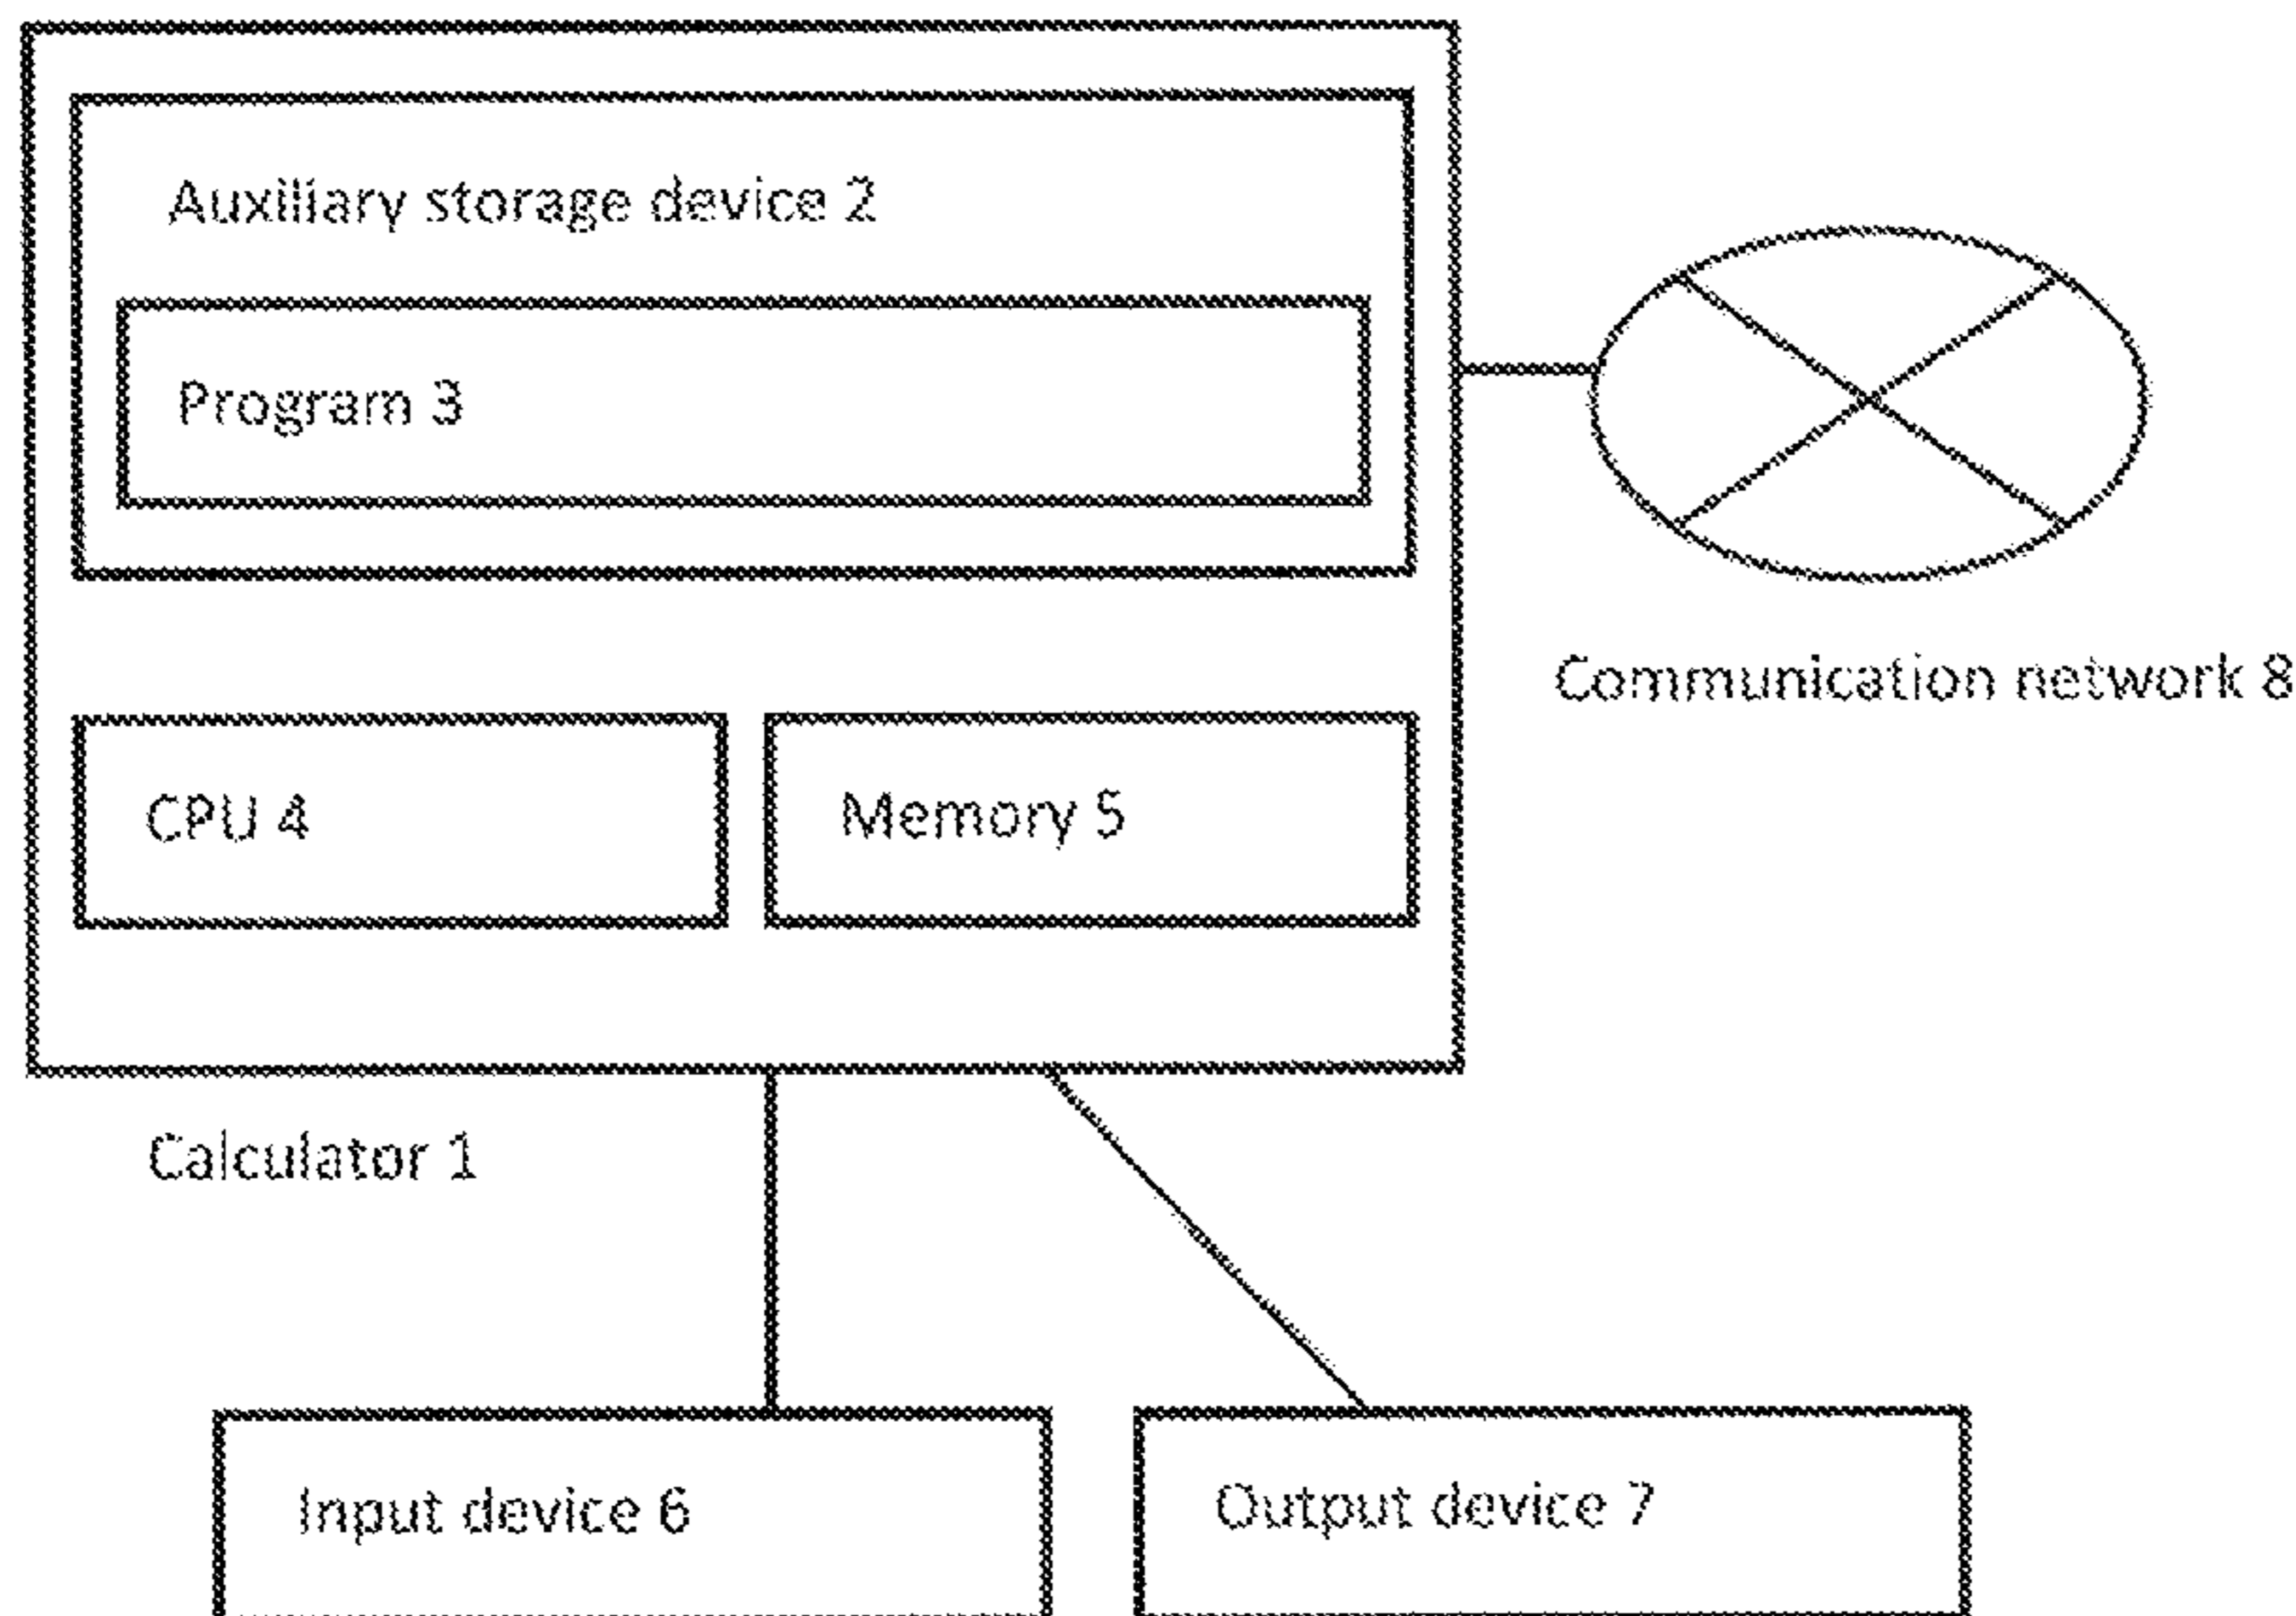 Auxiliary storage device 2
Program 3
Communication network 8
CPU 4
Memory 5
Calculator 1
Input device 6
Output device 7